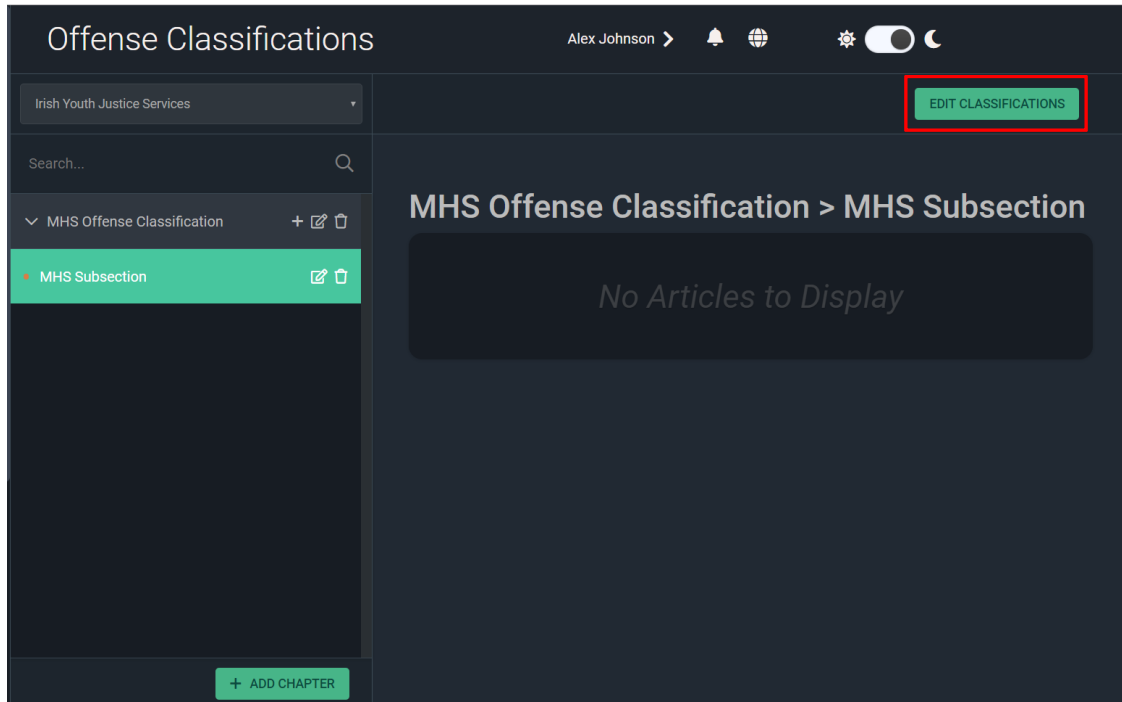 Offense Classifications
Alex Johnson
Irish Youth Justice Services
EDIT CLASSIFICATIONS
Search...
MHS Offense Classification
MHS Subsection
MHS Offense Classification > MHS Subsection
No Articles to Display
+ ADD CHAPTER